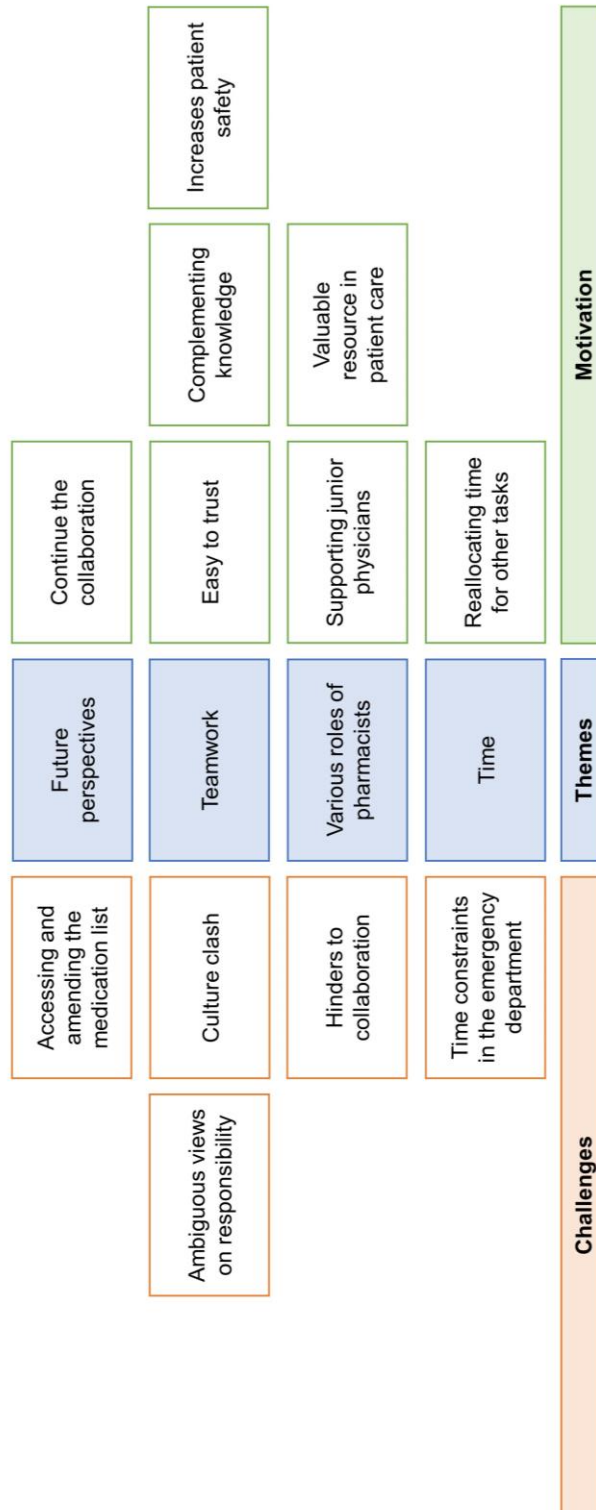 Accessing and
amending the
medication list
Future
perspectives
Continue the
collaboration
Ambiguous views
on responsibility
Culture clash
Teamwork
Easy to trust
Complementing
knowledge
Increases patient
safety
Hinders to
collaboration
Various roles of
pharmacists
Supporting junior
physicians
Valuable
resource in
patient care
Time constraints
in the emergency
department
Time
Reallocating time
for other tasks
Challenges
Themes
Motivation